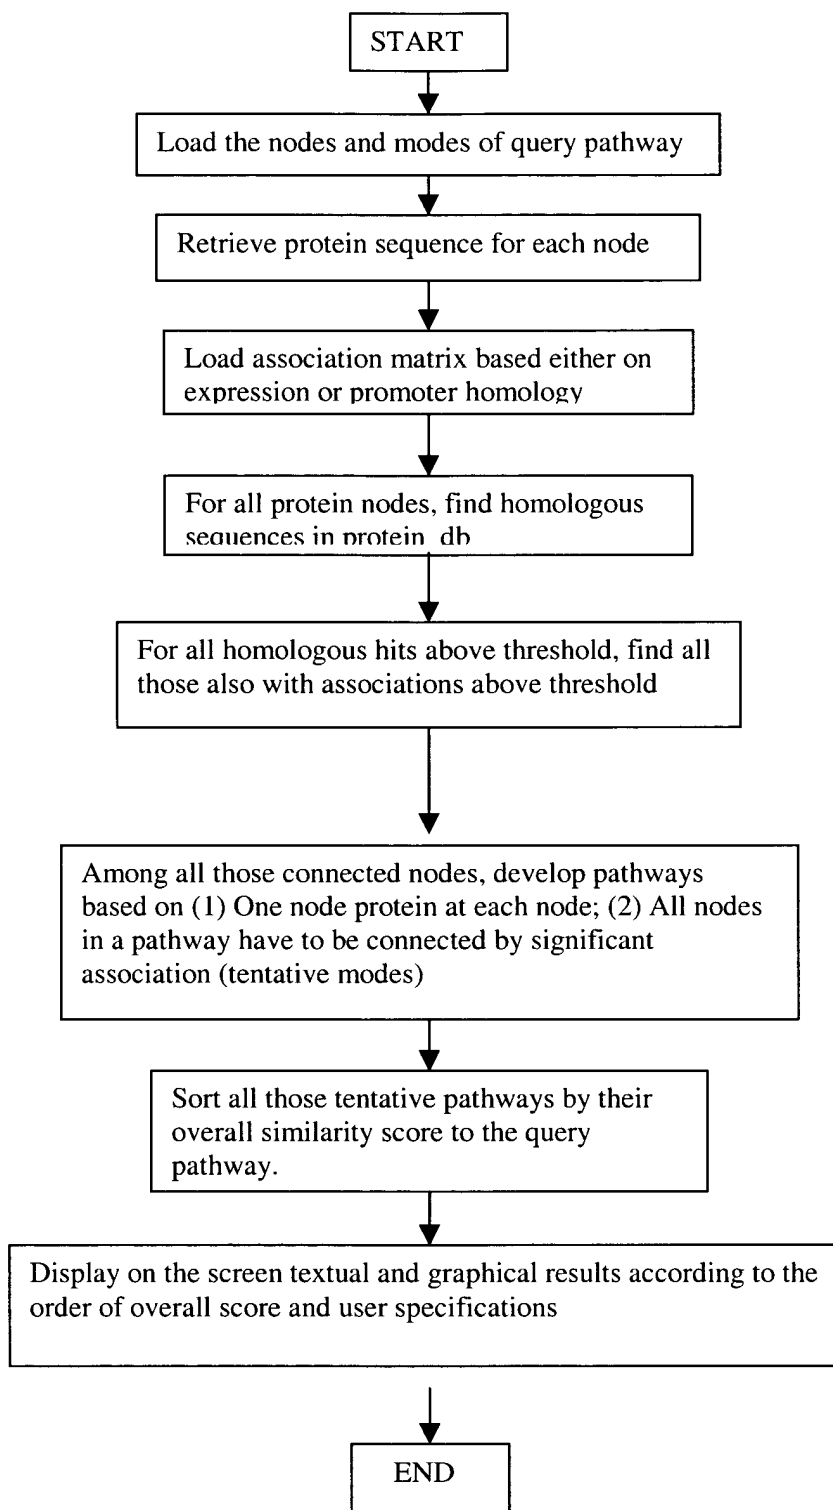 START
Load the nodes and modes of query pathway
Retrieve protein sequence for each node
Load association matrix based either on
expression or promoter homology
For all protein nodes, find homologous
sequences in protein_db
For all homologous hits above threshold, find all
those also with associations above threshold
Among all those connected nodes, develop pathways
based on (1) One node protein at each node; (2) All nodes
in a pathway have to be connected by significant
association (tentative modes)
Sort all those tentative pathways by their
overall similarity score to the query
pathway.
Display on the screen textual and graphical results according to the
order of overall score and user specifications
END